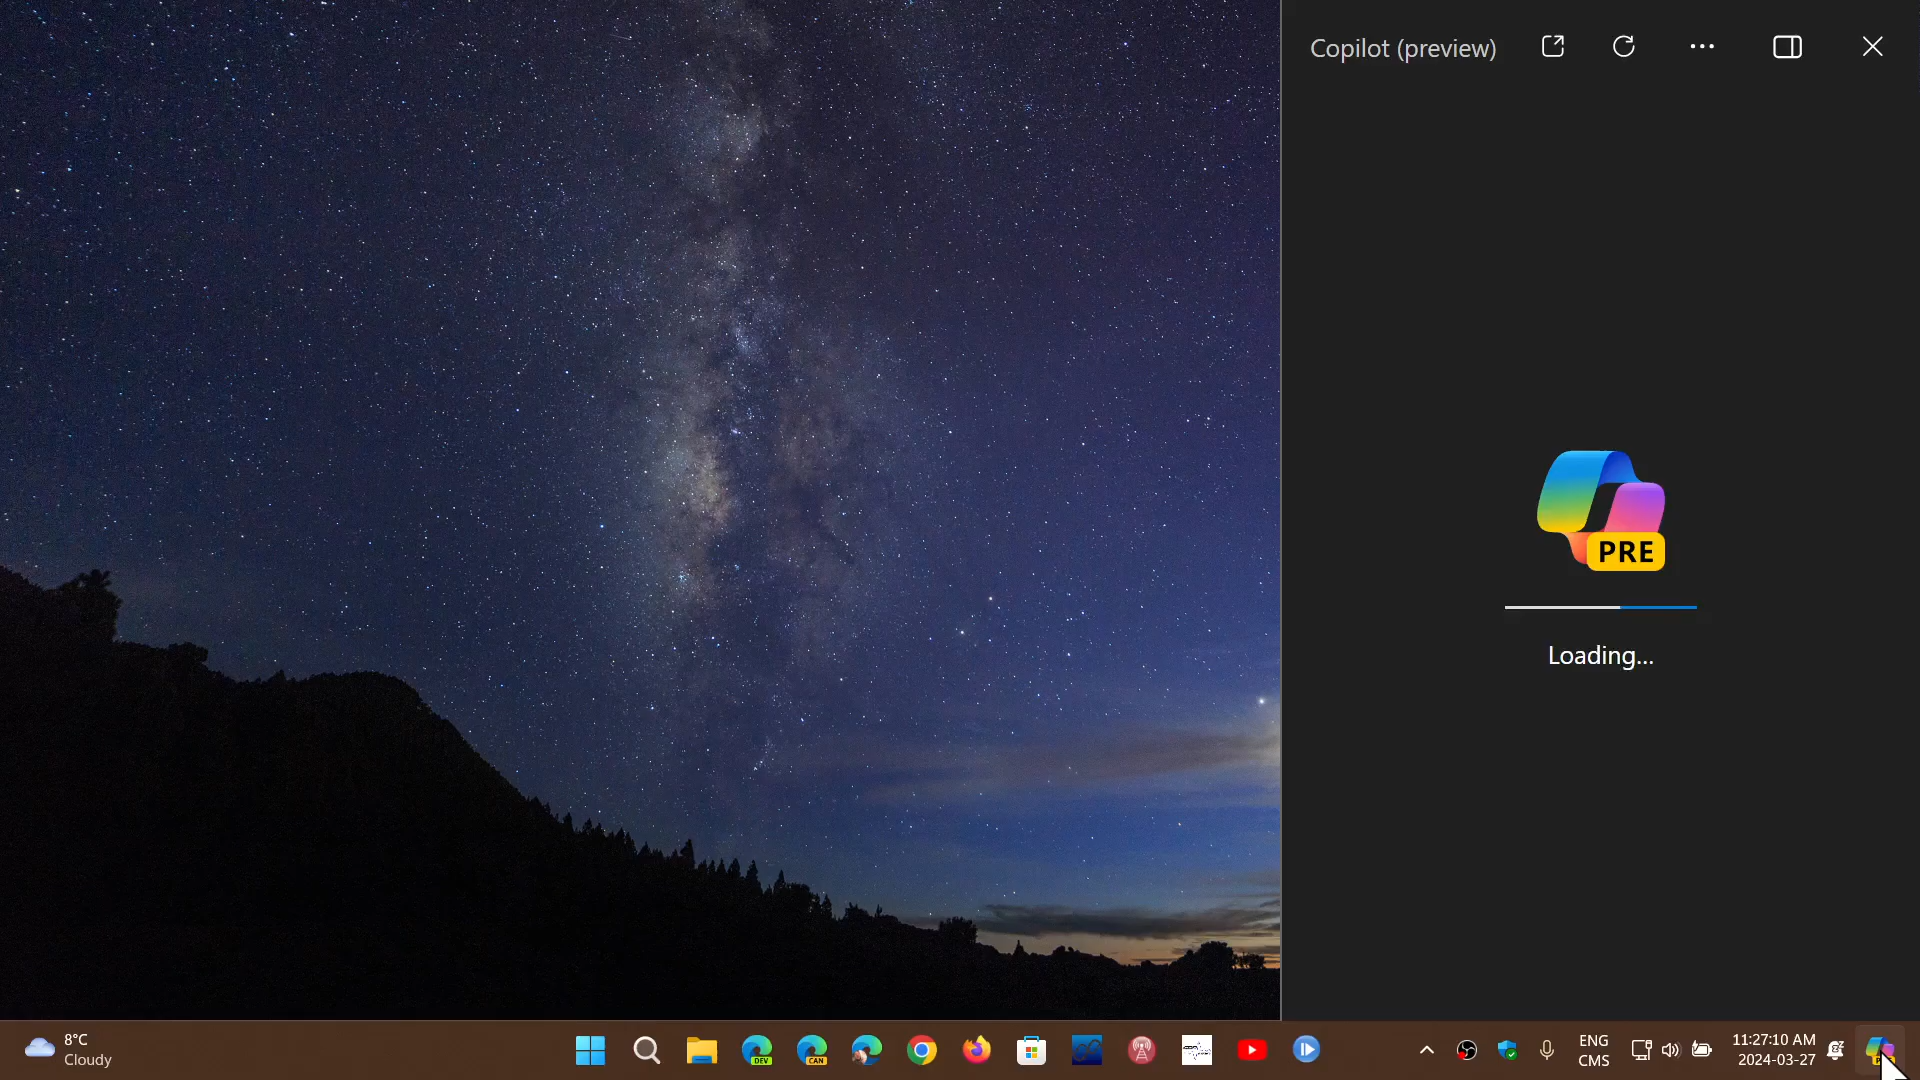 Copilot (preview)
PRE
Loading...
8°C
Cloudy
DEV
CAN
ENG
CMS
11:27:10 AM
2024-03-27